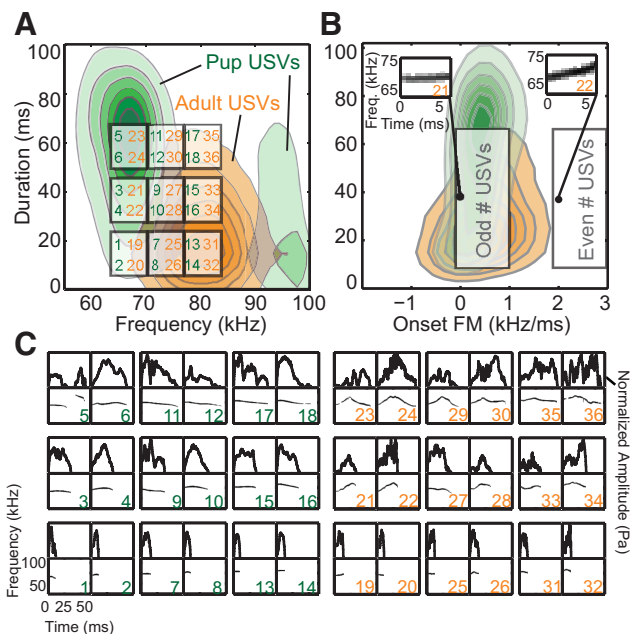 A
B
100
80
60
40
20
0
Duration (ms)
Pup USVs
Adult USVs
5 23 11 29 17 35
6 24 12 30 18 36
3 21 9 27 15 33
4 22 10 28 16 34
1 19 7 25 13 31
2 20 8 26 14 32
60 70 80 90 100
Frequency (kHz)
100
80
60
40
20
75
65
Freq. (kHz)
21
0 5
Time (ms)
75
65
22
0 5
Odd # USVs
Even # USVs
−1 0 1 2 3
Onset FM (kHz/ms)
C
5 6 11 12 17 18 23 24 29 30 35 36
3 4 9 10 15 16 21 22 27 28 33 34
1 2 7 8 13 14 19 20 25 26 31 32
Normalized Amplitude (Pa)
Frequency (kHz)
100
50
0 25 50
Time (ms)